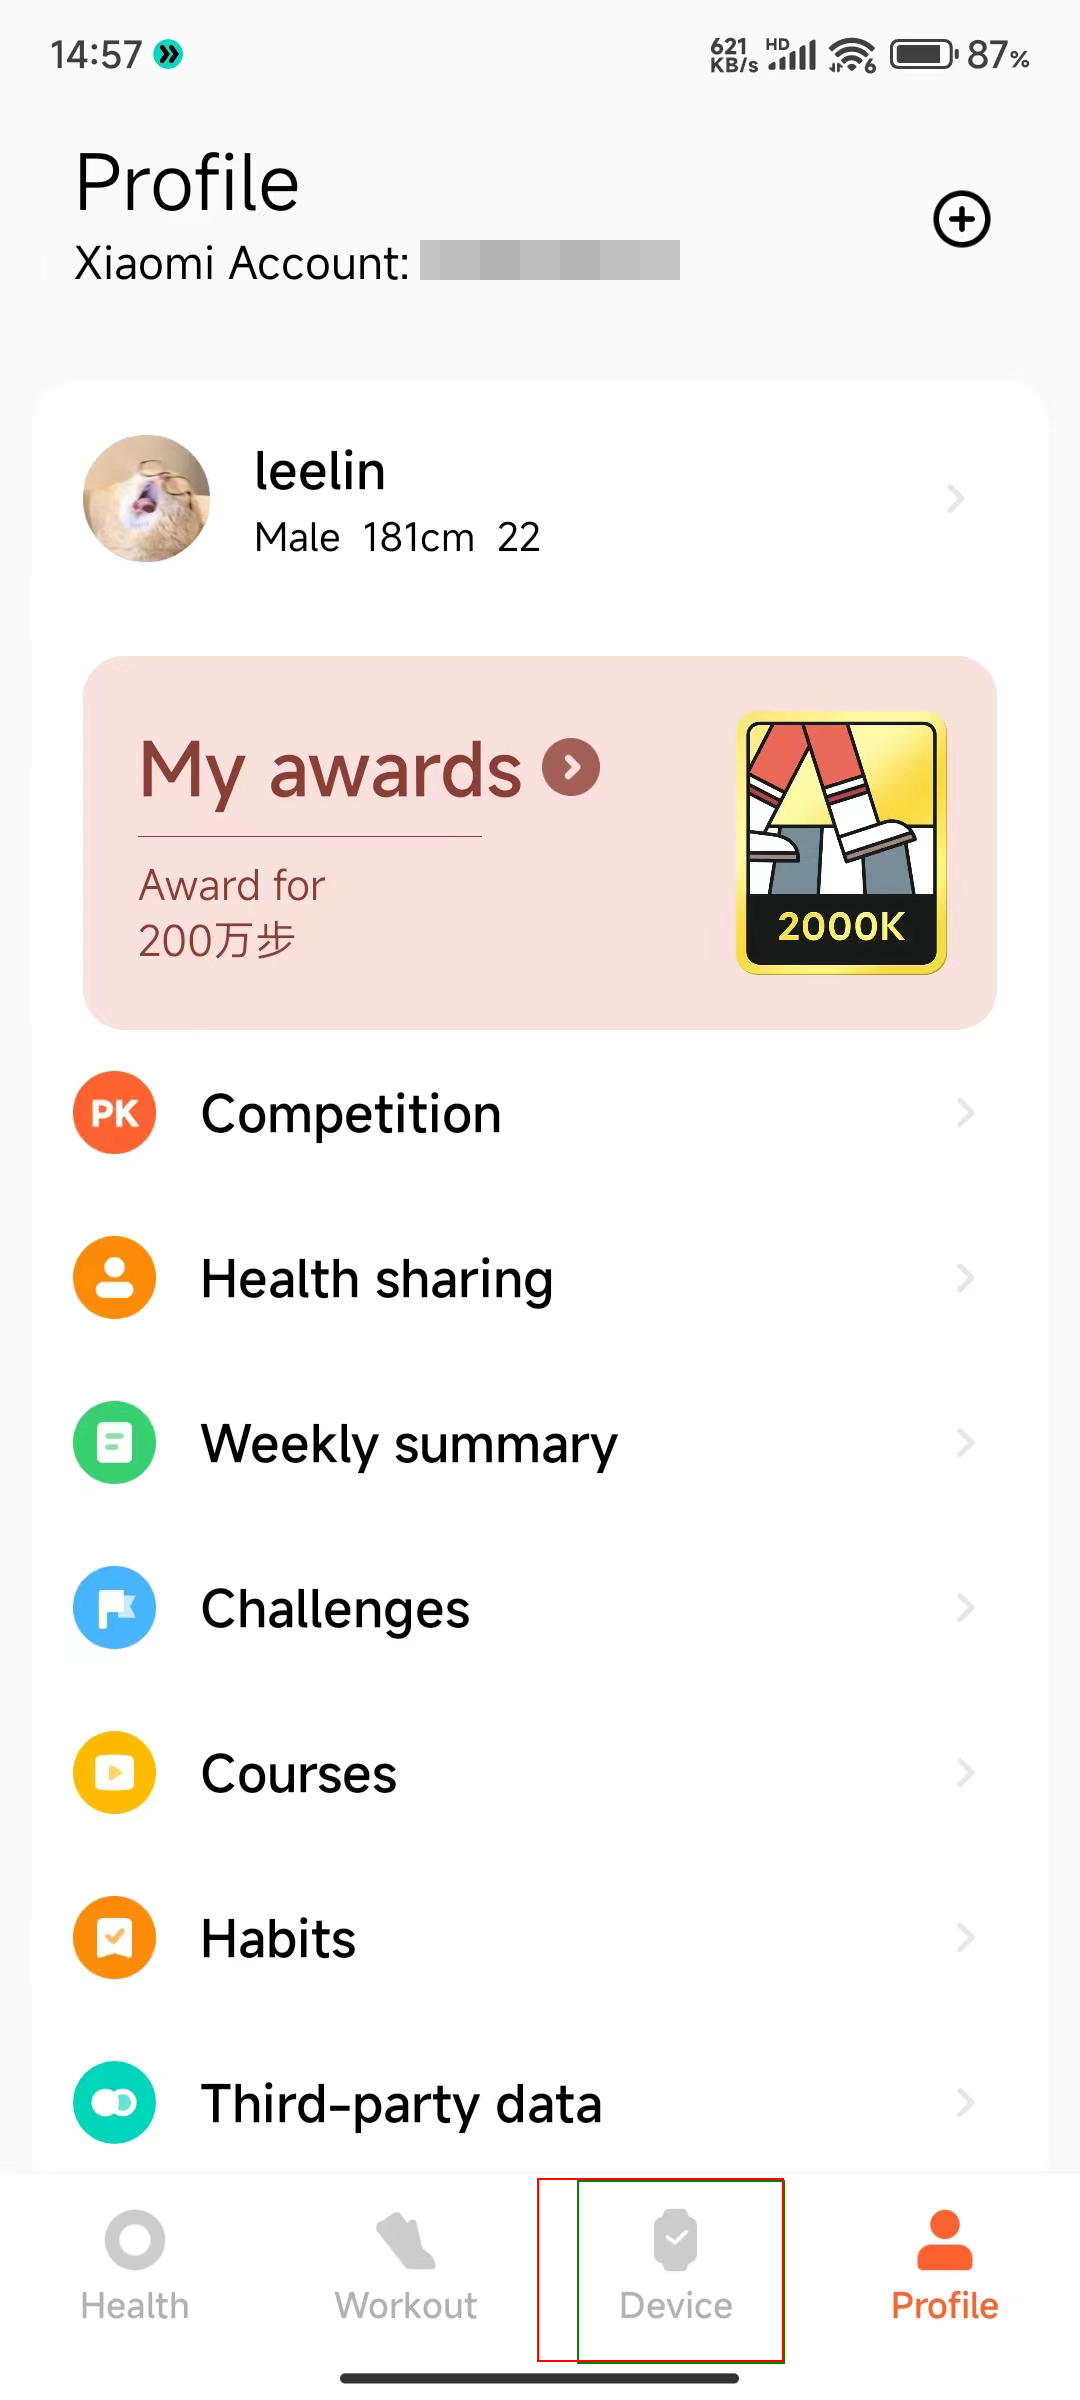 14:57
621 KB/s HD 6 87%
Profile
Xiaomi Account:
leelin
Male 181cm 22
My awards
Award for
200万步
2000K
PK Competition
Health sharing
Weekly summary
Challenges
Courses
Habits
Third-party data
Health Workout Device Profile